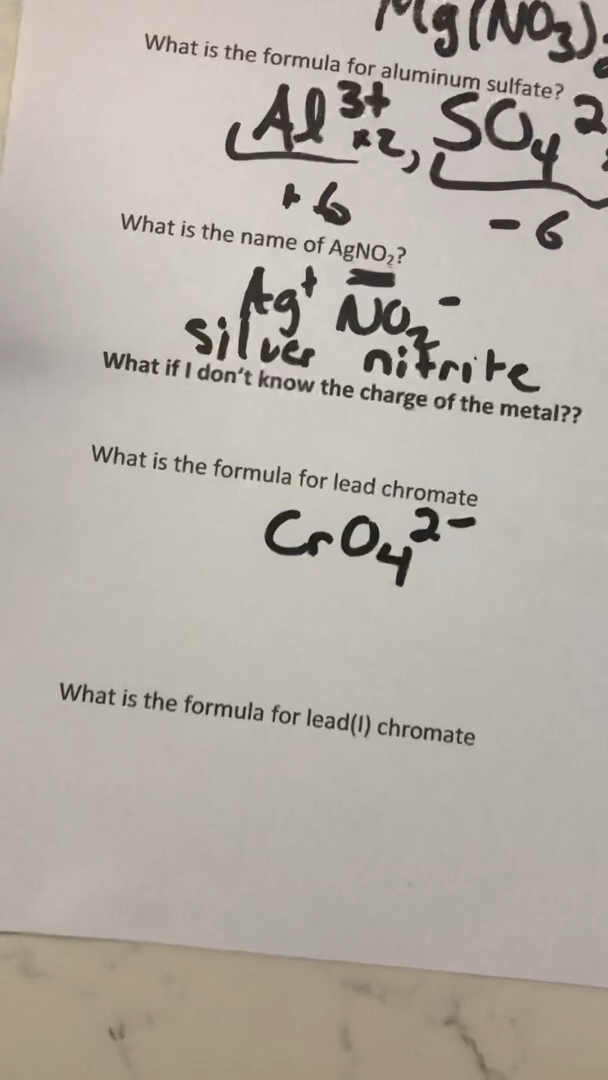 Mg(NO₃)
What is the formula for aluminum sulfate?
Al³⁺ ×2, SO₄²
+6 -6
What is the name of AgNO₂?
Ag⁺ NO₂⁻
silver nitrite
What if I don't know the charge of the metal??
What is the formula for lead chromate
CrO₄²⁻
What is the formula for lead(I) chromate